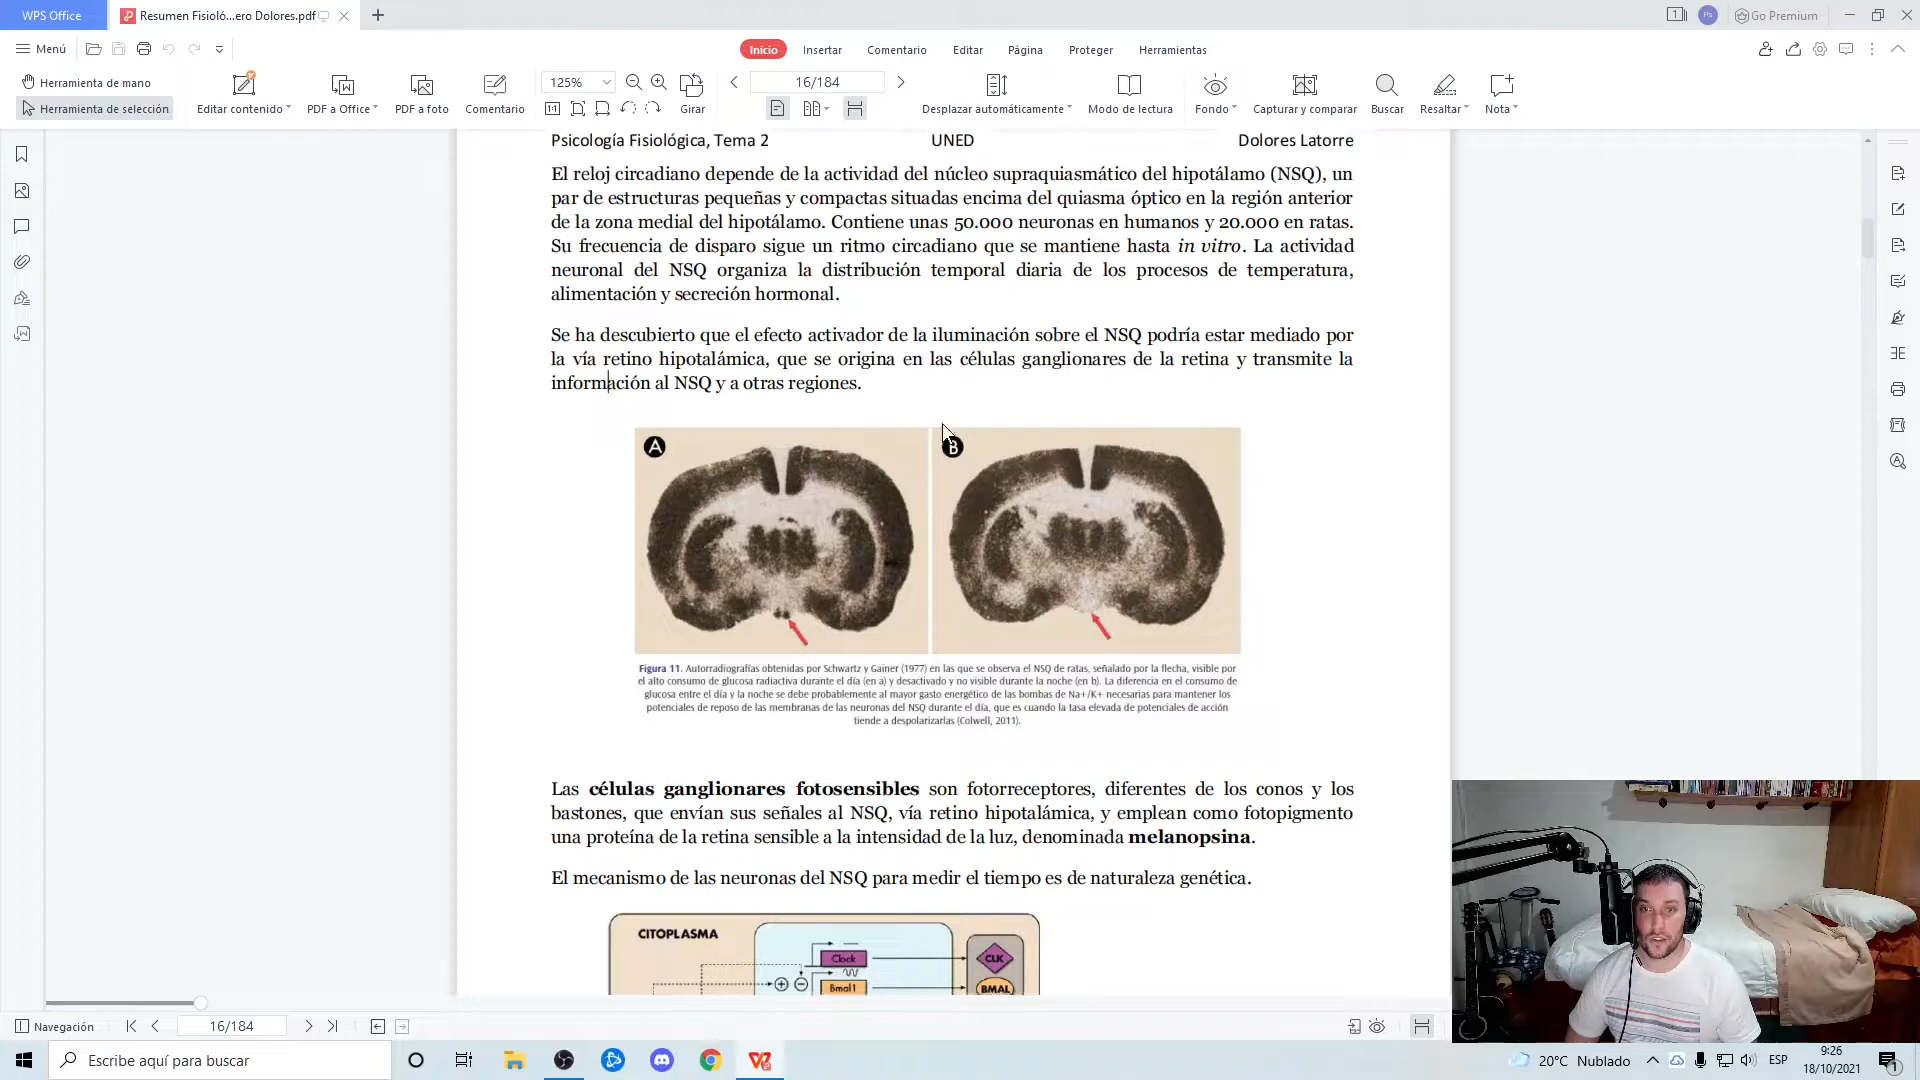 WPS Office
Resumen Fisioló...ero Dolores.pdf
1
Ps
Go Premium
Menú
Inicio
Insertar
Comentario
Editar
Página
Proteger
Herramientas
Herramienta de mano
Herramienta de selección
Editar contenido
PDF a Office
PDF a foto
Comentario
125%
Girar
16/184
Desplazar automáticamente
Modo de lectura
Fondo
Capturar y comparar
Buscar
Resaltar
Nota
Psicología Fisiológica, Tema 2 UNED Dolores Latorre
El reloj circadiano depende de la actividad del núcleo supraquiasmático del hipotálamo (NSQ), un
par de estructuras pequeñas y compactas situadas encima del quiasma óptico en la región anterior
de la zona medial del hipotálamo. Contiene unas 50.000 neuronas en humanos y 20.000 en ratas.
Su frecuencia de disparo sigue un ritmo circadiano que se mantiene hasta in vitro. La actividad
neuronal del NSQ organiza la distribución temporal diaria de los procesos de temperatura,
alimentación y secreción hormonal.
Se ha descubierto que el efecto activador de la iluminación sobre el NSQ podría estar mediado por
la vía retino hipotalámica, que se origina en las células ganglionares de la retina y transmite la
información al NSQ y a otras regiones.
A
B
Figura 11. Autorradiografías obtenidas por Schwartz y Gainer (1977) en las que se observa el NSQ de ratas, señalado por la flecha, visible por
el alto consumo de glucosa radiactiva durante el día (en a) y desactivado y no visible durante la noche (en b). La diferencia en el consumo de
glucosa entre el día y la noche se debe probablemente al mayor gasto energético de las bombas de Na+/K+ necesarias para mantener los
potenciales de reposo de las membranas de las neuronas del NSQ durante el día, que es cuando la tasa elevada de potenciales de acción
tiende a despolarizarlas (Colwell, 2011).
Las células ganglionares fotosensibles son fotorreceptores, diferentes de los conos y los
bastones, que envían sus señales al NSQ, vía retino hipotalámica, y emplean como fotopigmento
una proteína de la retina sensible a la intensidad de la luz, denominada melanopsina.
El mecanismo de las neuronas del NSQ para medir el tiempo es de naturaleza genética.
CITOPLASMA
Clock
CLK
Bmal1
BMAL
Navegación
16/184
Escribe aquí para buscar
20°C Nublado
ESP
9:26
18/10/2021
1